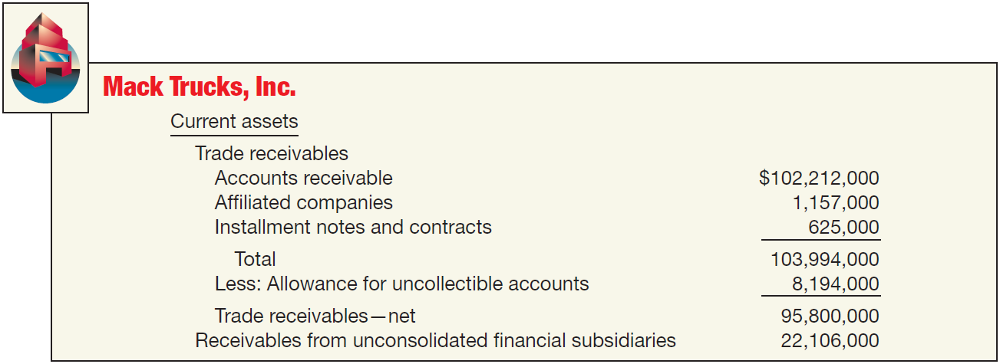 Mack Trucks, Inc.
Current assets
Trade receivables
Accounts receivable $102,212,000
Affiliated companies 1,157,000
Installment notes and contracts 625,000
Total 103,994,000
Less: Allowance for uncollectible accounts 8,194,000
Trade receivables—net 95,800,000
Receivables from unconsolidated financial subsidiaries 22,106,000